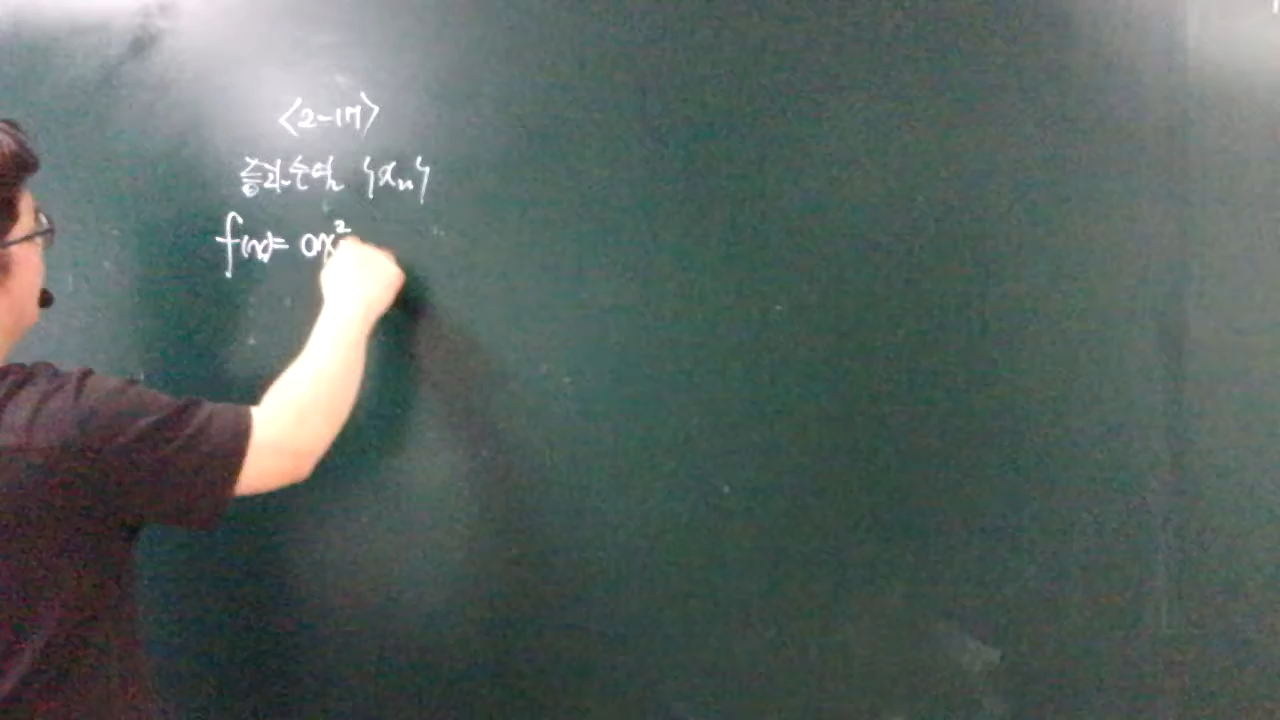 <2-17>
증가수열 {xn}
f(x)= ax²